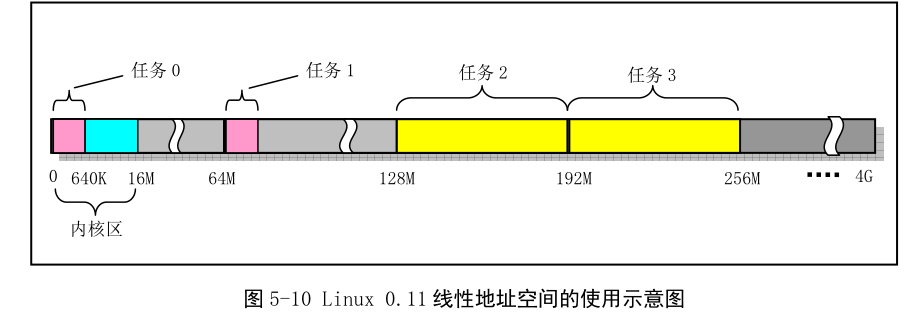 任务 0
任务 1
任务 2
任务 3
0 640K 16M 64M 128M 192M 256M 4G
内核区
图 5-10 Linux 0.11 线性地址空间的使用示意图